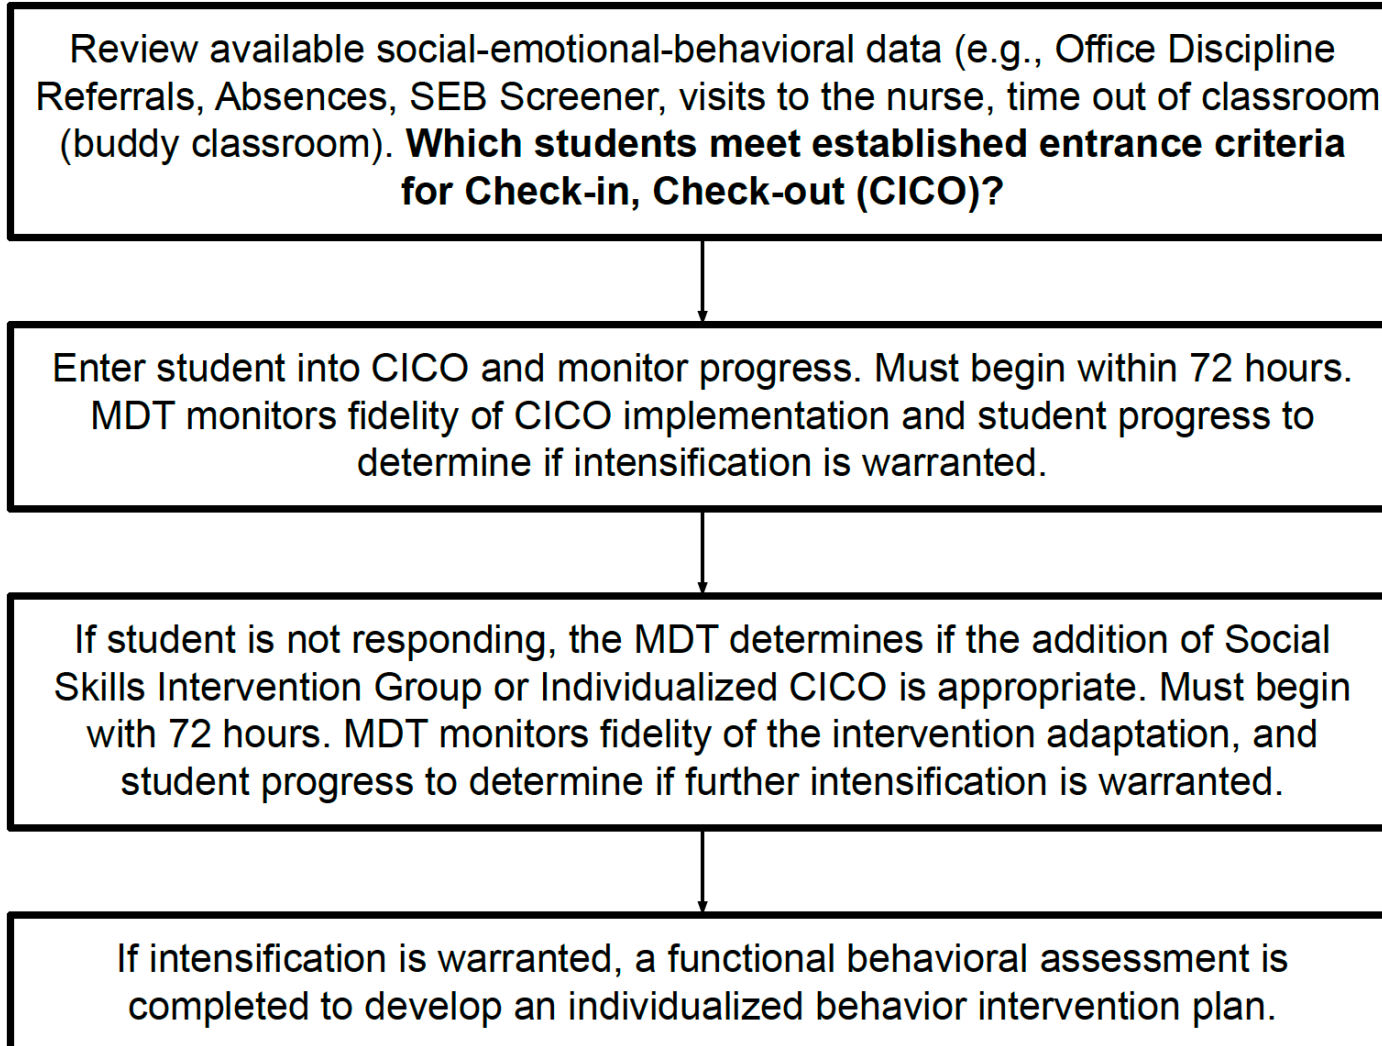 Review available social-emotional-behavioral data (e.g., Office Discipline
Referrals, Absences, SEB Screener, visits to the nurse, time out of classroom
(buddy classroom). Which students meet established entrance criteria
for Check-in, Check-out (CICO)?
Enter student into CICO and monitor progress. Must begin within 72 hours.
MDT monitors fidelity of CICO implementation and student progress to
determine if intensification is warranted.
If student is not responding, the MDT determines if the addition of Social
Skills Intervention Group or Individualized CICO is appropriate. Must begin
with 72 hours. MDT monitors fidelity of the intervention adaptation, and
student progress to determine if further intensification is warranted.
If intensification is warranted, a functional behavioral assessment is
completed to develop an individualized behavior intervention plan.